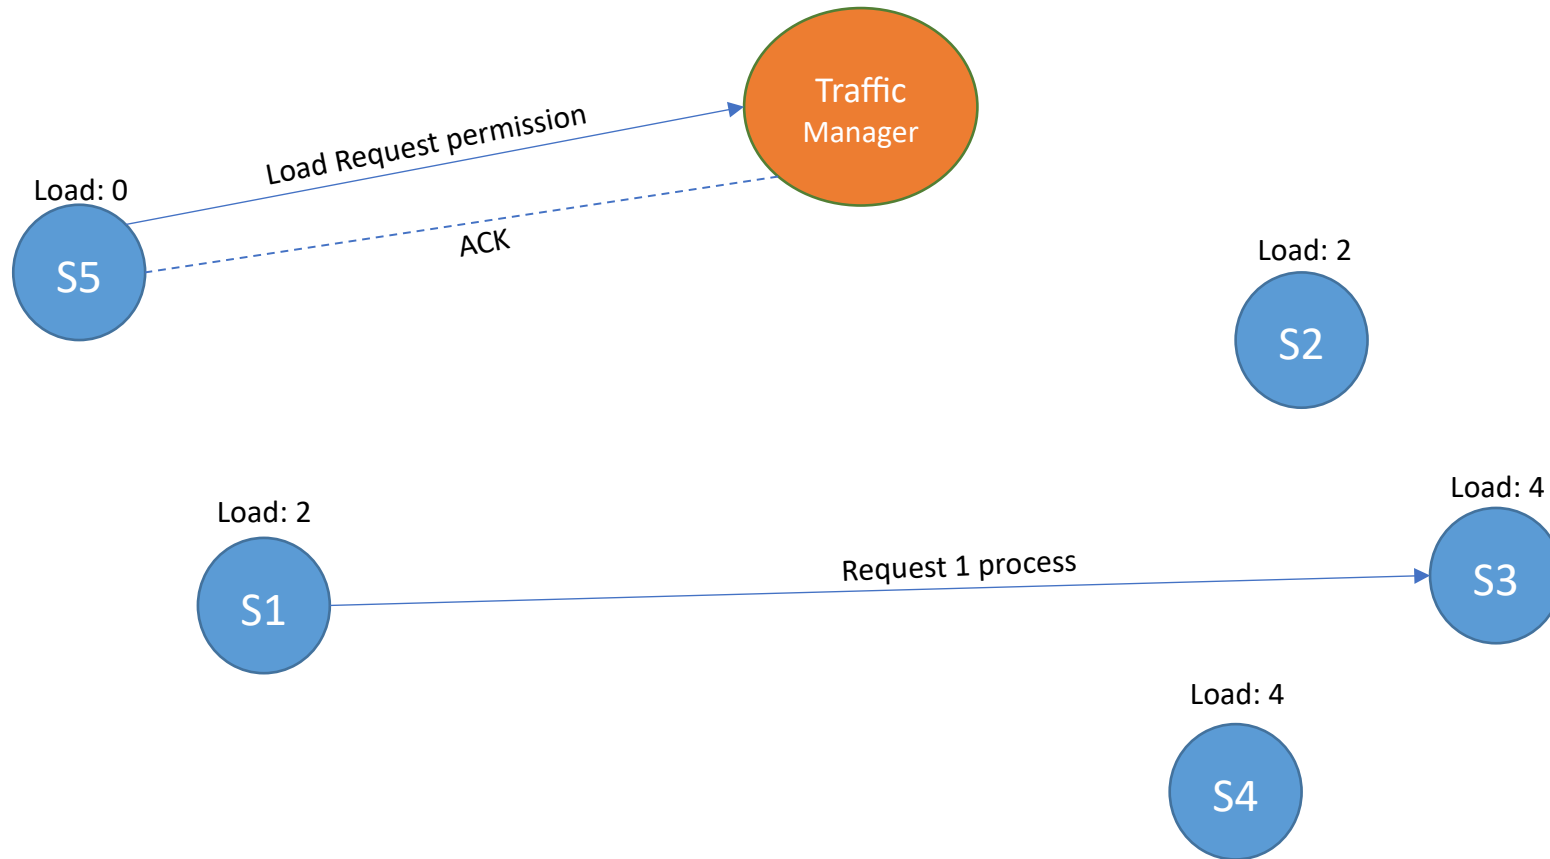 Traffic
Manager
Load Request permission
Load: 0
S5
ACK
Load: 2
S2
Load: 4
S3
Load: 2
Request 1 process
S1
Load: 4
S4